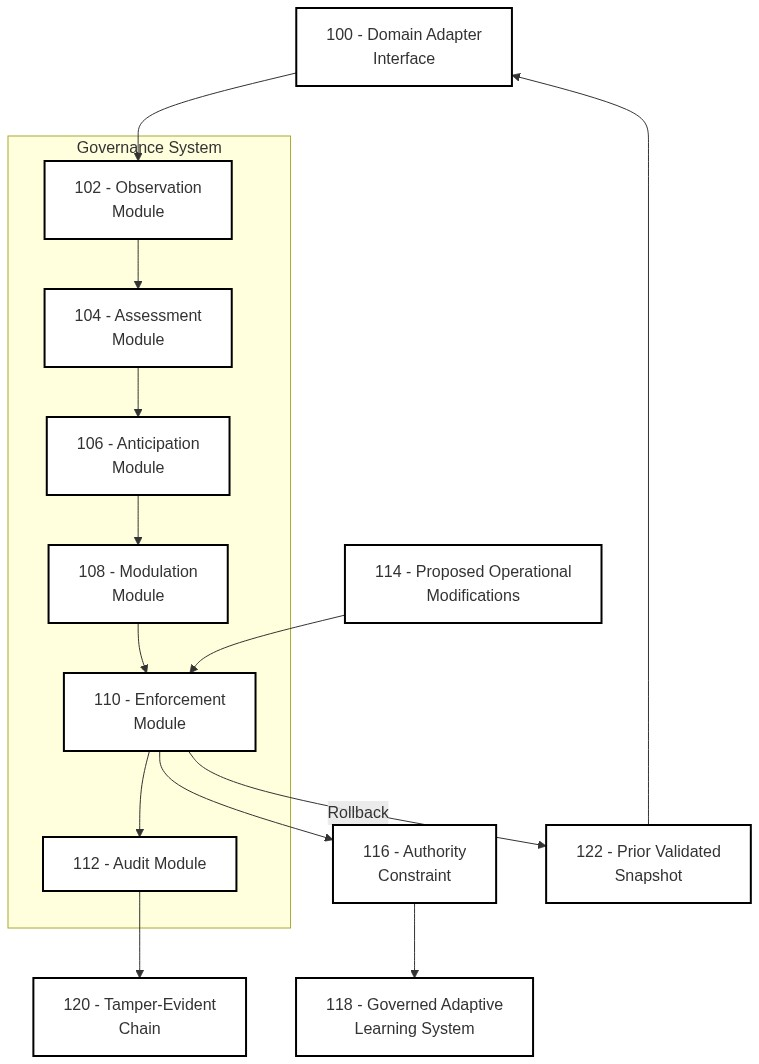 100 - Domain Adapter
Interface
Governance System
102 - Observation
Module
104 - Assessment
Module
106 - Anticipation
Module
108 - Modulation
Module
114 - Proposed Operational
Modifications
110 - Enforcement
Module
Rollback
112 - Audit Module
116 - Authority
Constraint
122 - Prior Validated
Snapshot
120 - Tamper-Evident
Chain
118 - Governed Adaptive
Learning System